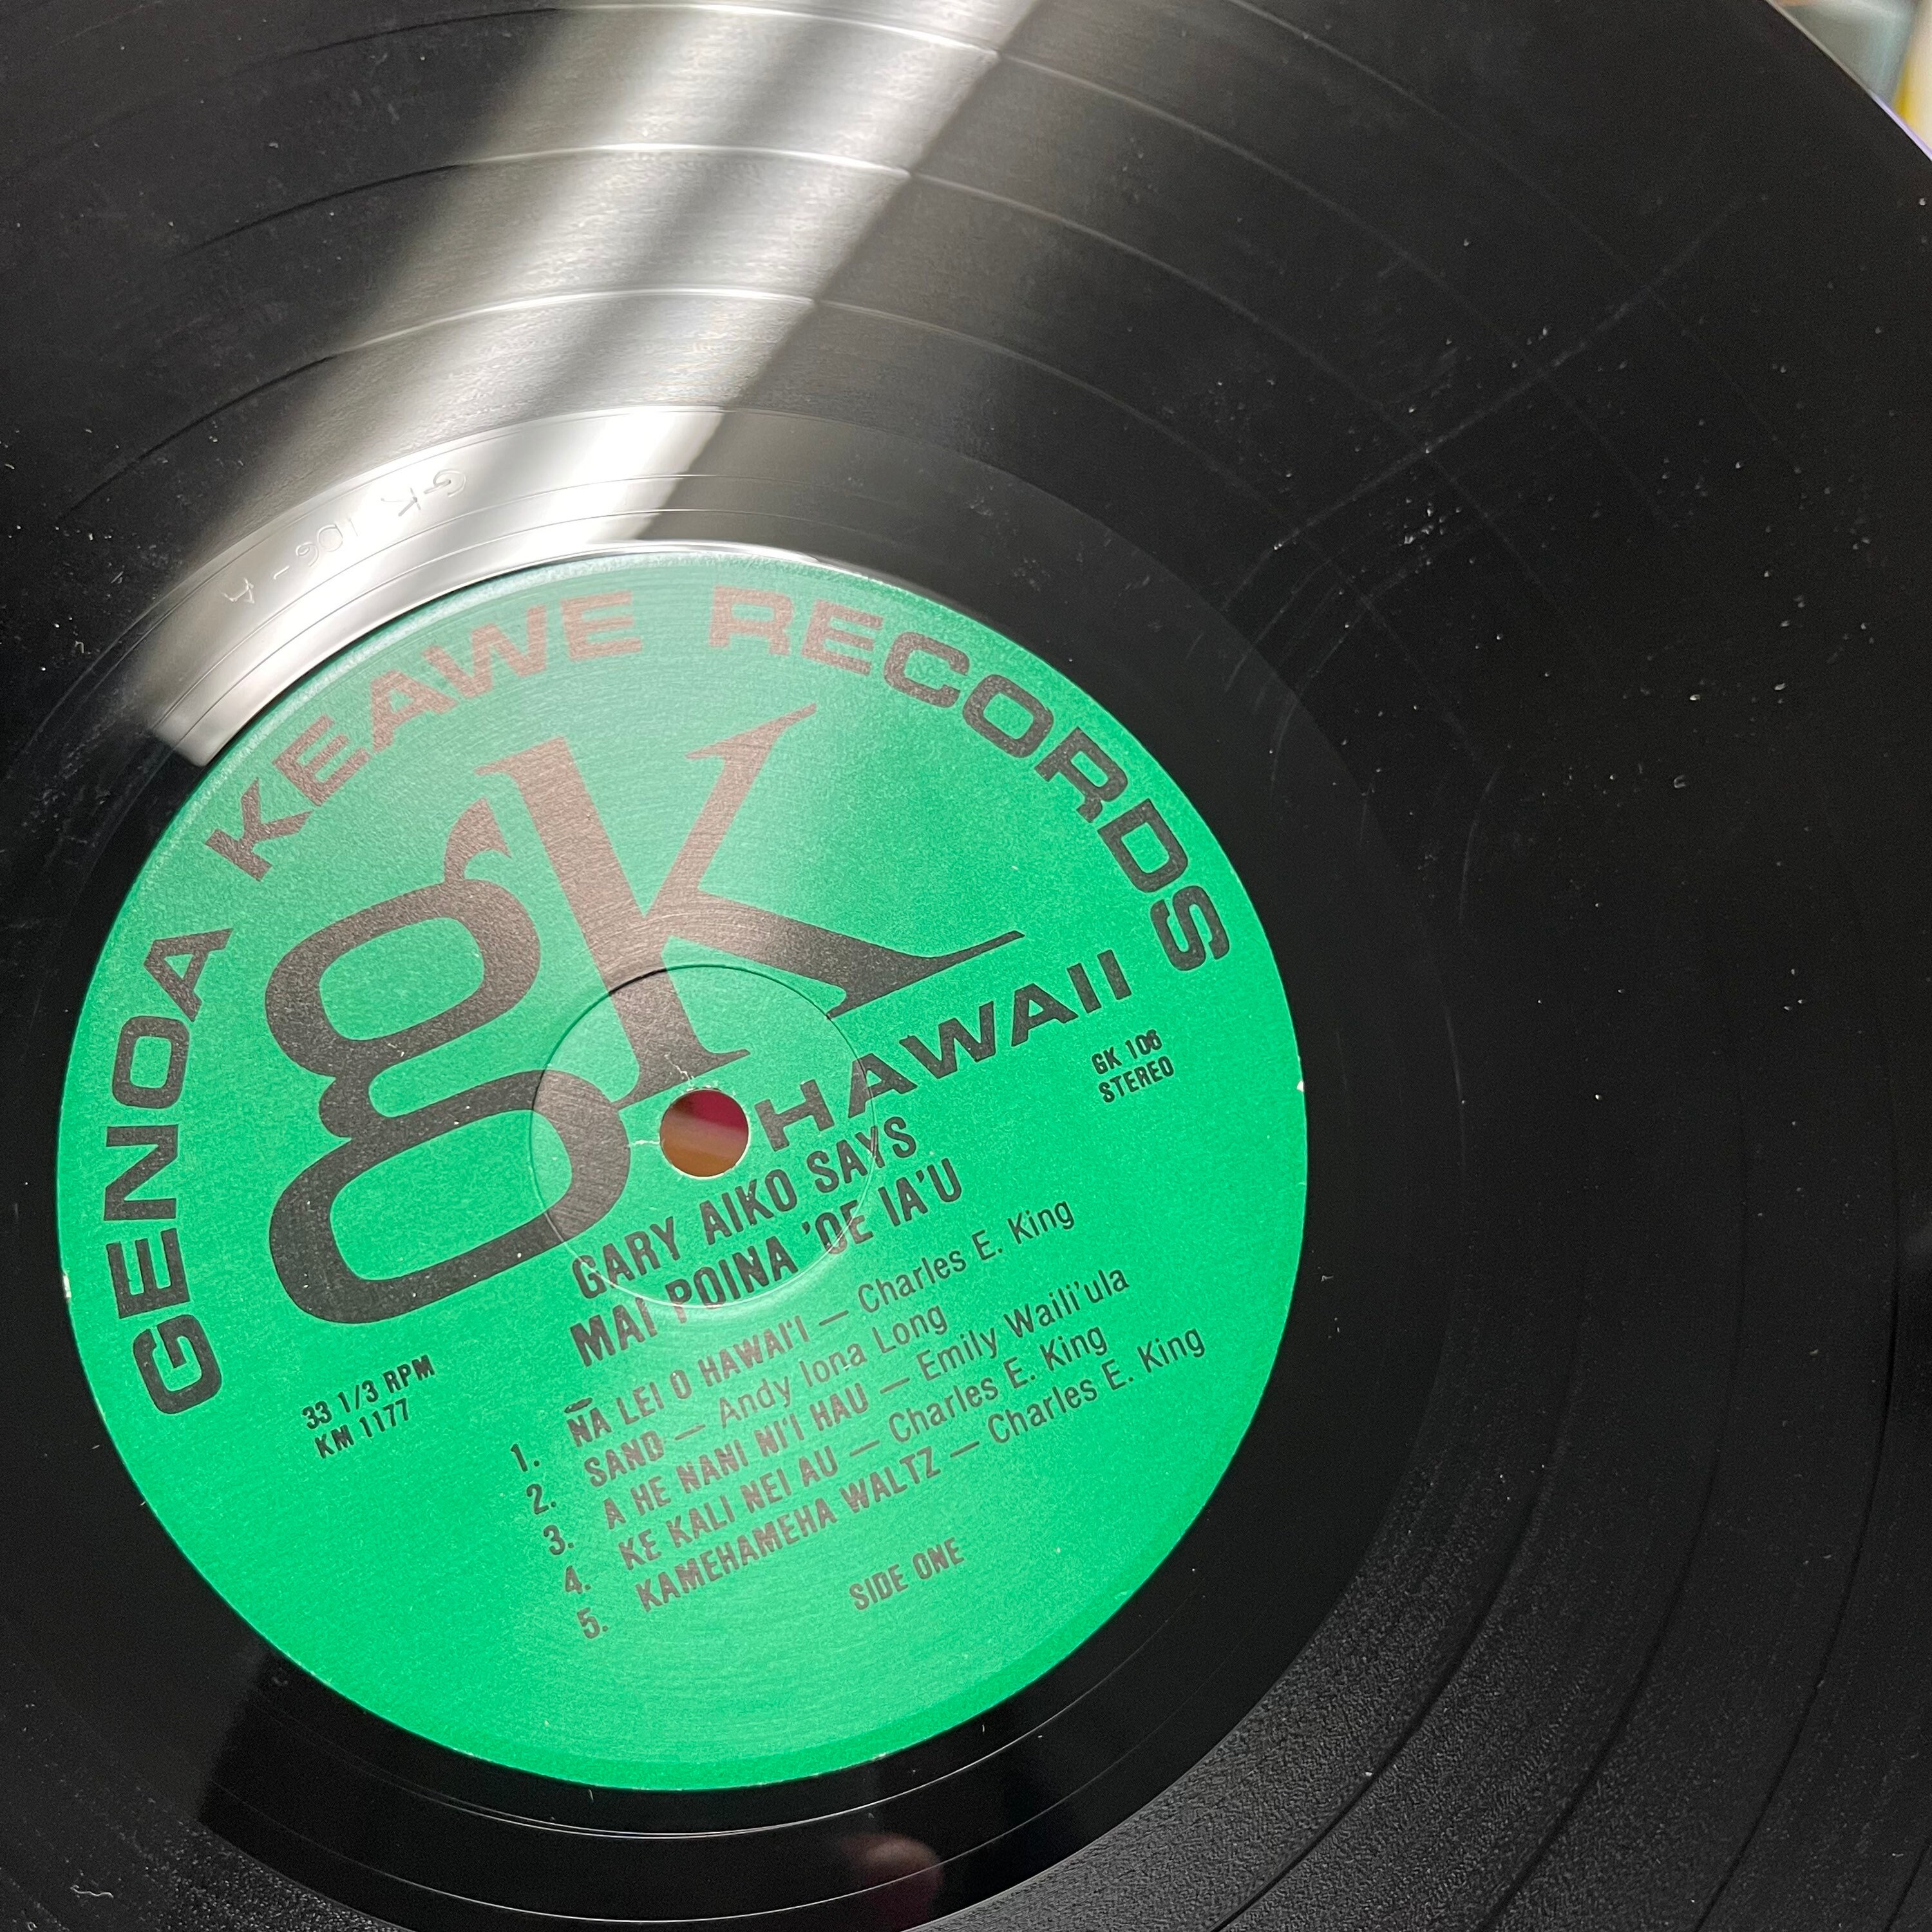 GK 106-A
GENOA KEAWE RECORDS
gk
HAWAII
GK 106
STEREO
GARY AIKO SAYS
MAI POINA 'OE IA'U
33 1/3 RPM
KM 1177
1. NĀ LEI O HAWAI'I — Charles E. King
2. SAND — Andy Iona Long
3. A HE NANI NI'I HAU — Emily Waili'ula
4. KE KALI NEI AU — Charles E. King
5. KAMEHAMEHA WALTZ — Charles E. King
SIDE ONE